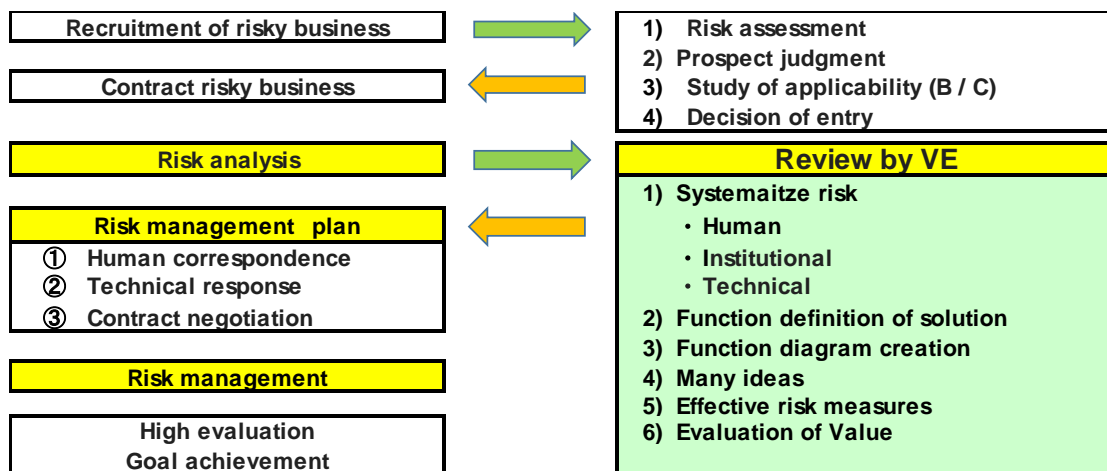 Recruitment of risky business
Contract risky business
Risk analysis
Risk management plan
① Human correspondence
② Technical response
③ Contract negotiation
Risk management
High evaluation
Goal achievement
1) Risk assessment
2) Prospect judgment
3) Study of applicability (B / C)
4) Decision of entry
Review by VE
1) Systemaitze risk
・Human
・Institutional
・Technical
2) Function definition of solution
3) Function diagram creation
4) Many ideas
5) Effective risk measures
6) Evaluation of Value